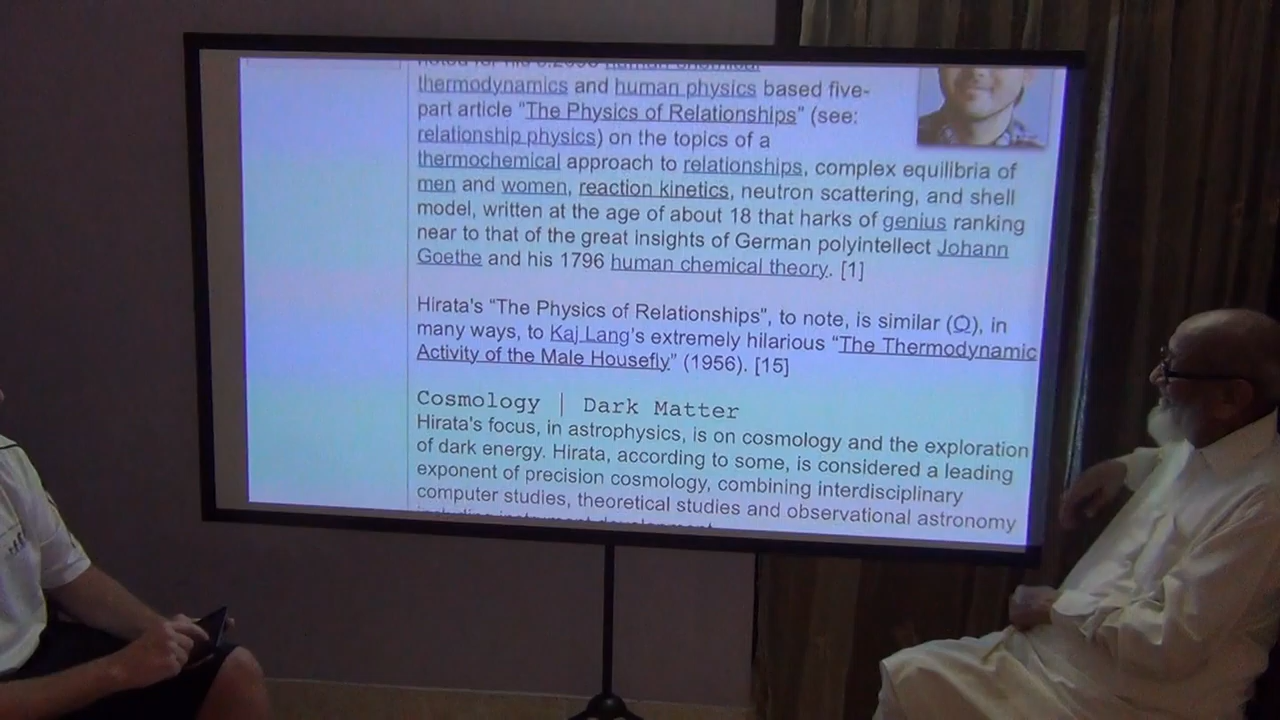 thermodynamics and human physics based five-
part article "The Physics of Relationships" (see:
relationship physics) on the topics of a
thermochemical approach to relationships, complex equilibria of
men and women, reaction kinetics, neutron scattering, and shell
model, written at the age of about 18 that harks of genius ranking
near to that of the great insights of German polyintellect Johann
Goethe and his 1796 human chemical theory. [1]
Hirata's "The Physics of Relationships", to note, is similar (Ω), in
many ways, to Kaj Lang's extremely hilarious “The Thermodynamic
Activity of the Male Housefly” (1956). [15]
Cosmology | Dark Matter
Hirata's focus, in astrophysics, is on cosmology and the exploration
of dark energy. Hirata, according to some, is considered a leading
exponent of precision cosmology, combining interdisciplinary
computer studies, theoretical studies and observational astronomy